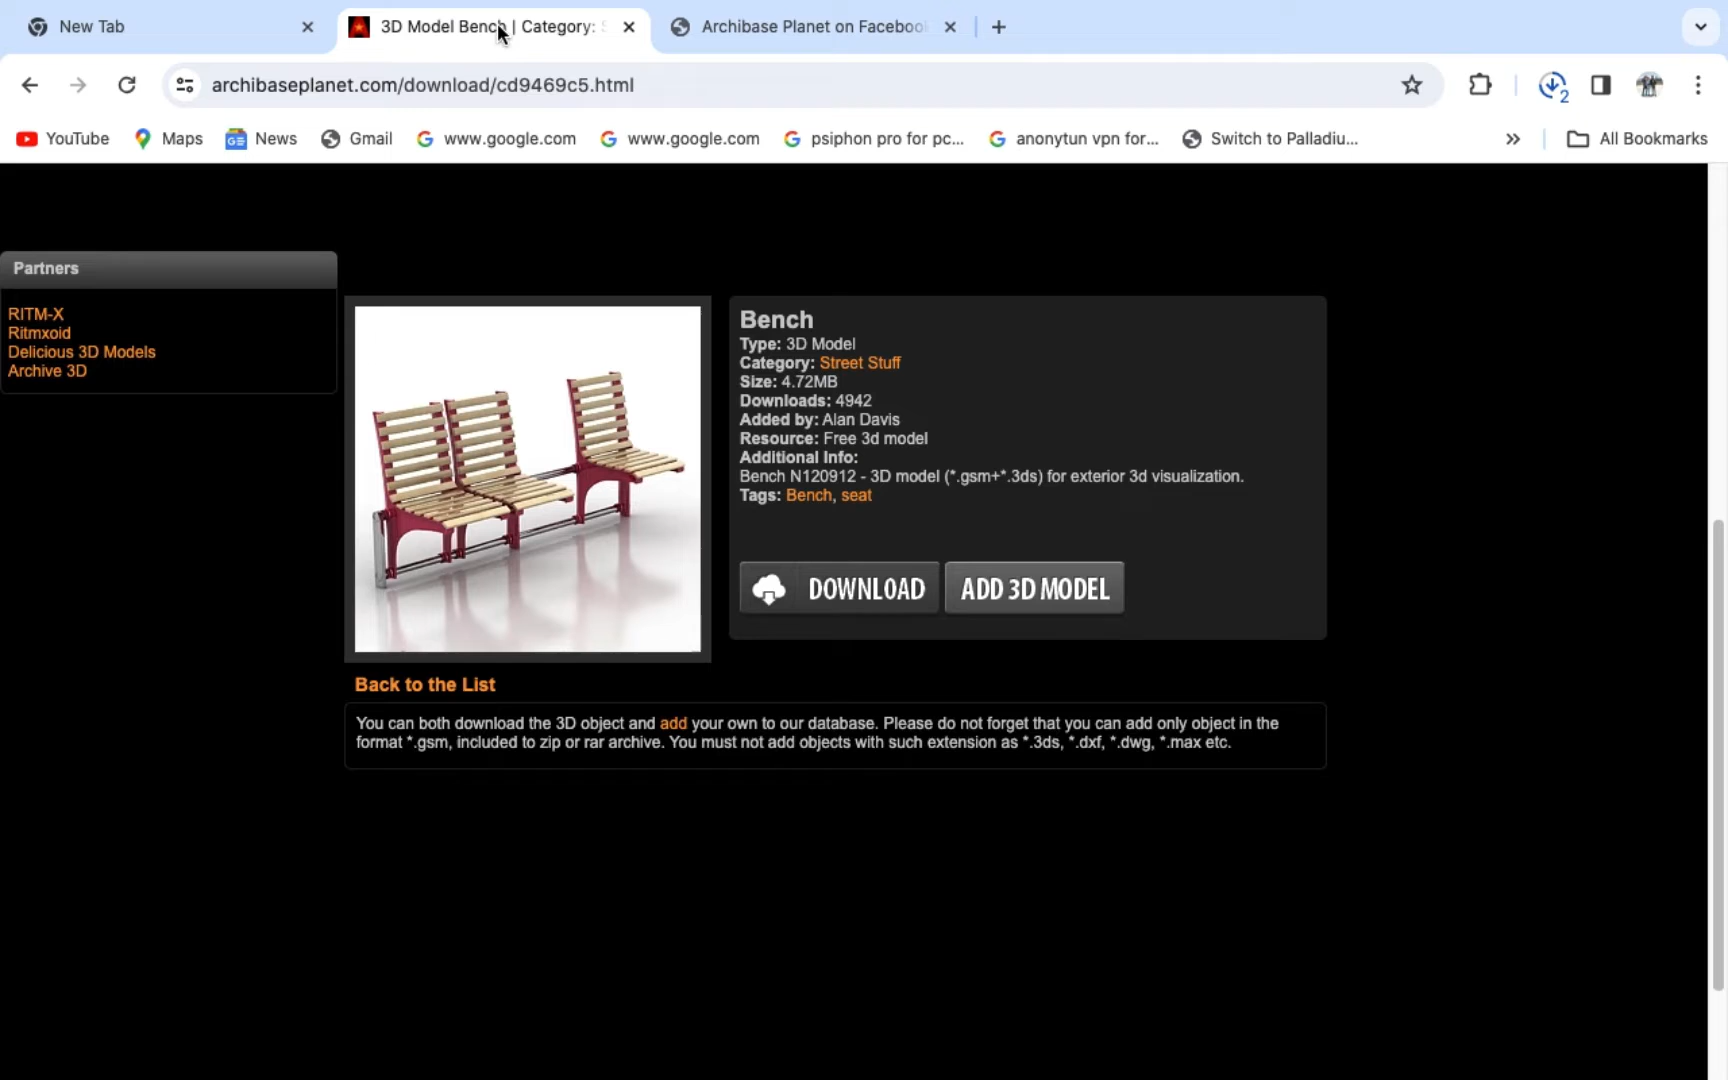 New Tab
3D Model Bench | Category: S
Archibase Planet on Facebook
archibaseplanet.com/download/cd9469c5.html
2
YouTube
Maps
News
Gmail
www.google.com
www.google.com
psiphon pro for pc...
anonytun vpn for...
Switch to Palladiu...
All Bookmarks
Partners
RITM-X
Ritmxoid
Delicious 3D Models
Archive 3D
Bench
Type: 3D Model
Category: Street Stuff
Size: 4.72MB
Downloads: 4942
Added by: Alan Davis
Resource: Free 3d model
Additional Info:
Bench N120912 - 3D model (*.gsm+*.3ds) for exterior 3d visualization.
Tags: Bench, seat
DOWNLOAD
ADD 3D MODEL
Back to the List
You can both download the 3D object and add your own to our database. Please do not forget that you can add only object in the
format *.gsm, included to zip or rar archive. You must not add objects with such extension as *.3ds, *.dxf, *.dwg, *.max etc.